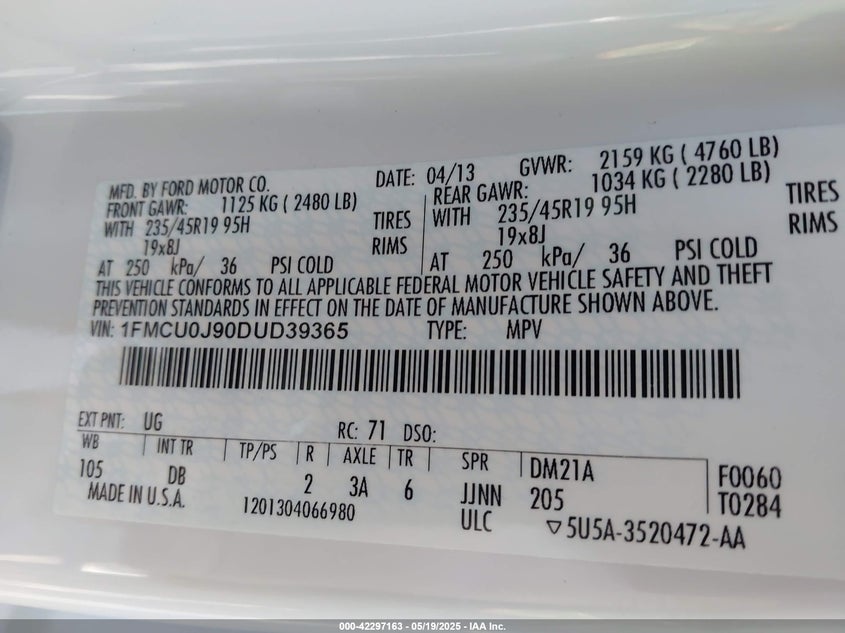 MFD. BY FORD MOTOR CO. DATE: 04/13 GVWR: 2159 KG ( 4760 LB)
FRONT GAWR: 1125 KG ( 2480 LB) REAR GAWR: 1034 KG ( 2280 LB)
WITH 235/45R19 95H TIRES WITH 235/45R19 95H TIRES
19x8J RIMS 19x8J RIMS
AT 250 kPa/ 36 PSI COLD AT 250 kPa/ 36 PSI COLD
THIS VEHICLE CONFORMS TO ALL APPLICABLE FEDERAL MOTOR VEHICLE SAFETY AND THEFT
PREVENTION STANDARDS IN EFFECT ON THE DATE OF MANUFACTURE SHOWN ABOVE.
VIN: 1FMCU0J90DUD39365 TYPE: MPV
EXT PNT: UG RC: 71 DSO:
WB INT TR TP/PS R AXLE TR SPR DM21A F0060
105 DB 2 3A 6 JJNN 205 T0284
MADE IN U.S.A. 1201304066980 ULC ▽5U5A-3520472-AA
000-42297163 - 05/19/2025 - IAA Inc.